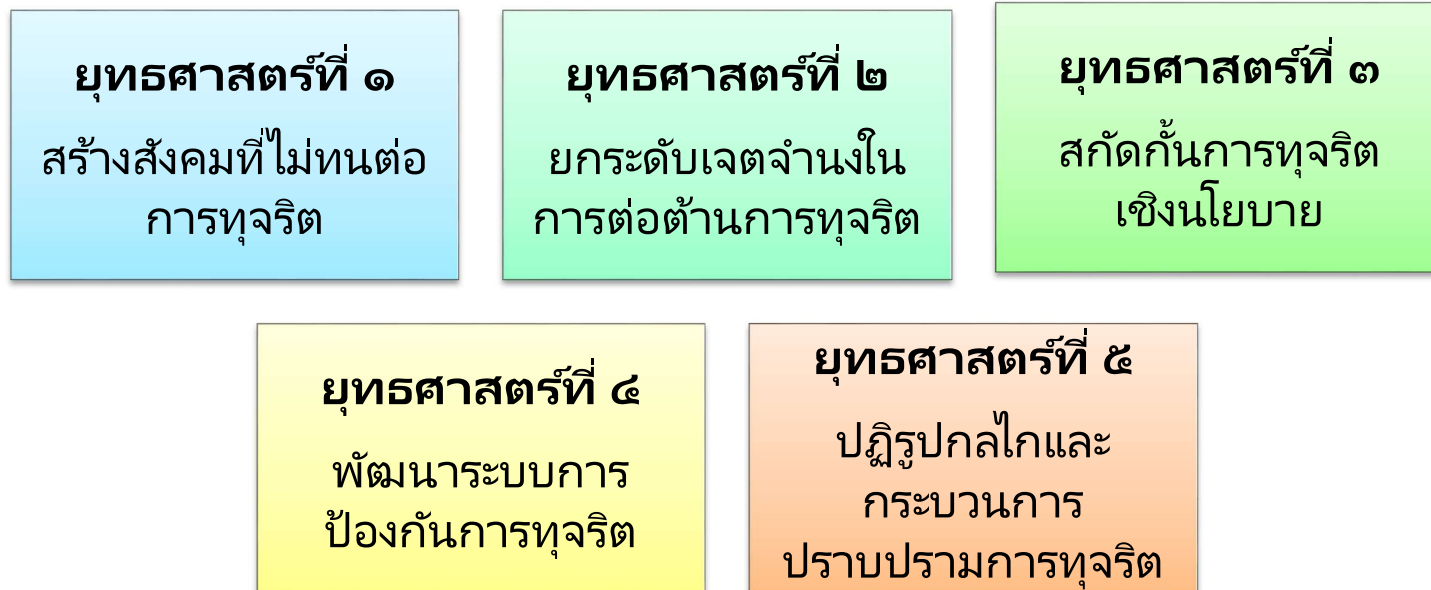 ยุทธศาสตร์ที่ ๑
สร้างสังคมที่ไม่ทนต่อ
การทุจริต
ยุทธศาสตร์ที่ ๒
ยกระดับเจตจำนงใน
การต่อต้านการทุจริต
ยุทธศาสตร์ที่ ๓
สกัดกั้นการทุจริต
เชิงนโยบาย
ยุทธศาสตร์ที่ ๔
พัฒนาระบบการ
ป้องกันการทุจริต
ยุทธศาสตร์ที่ ๕
ปฏิรูปกลไกและ
กระบวนการ
ปราบปรามการทุจริต